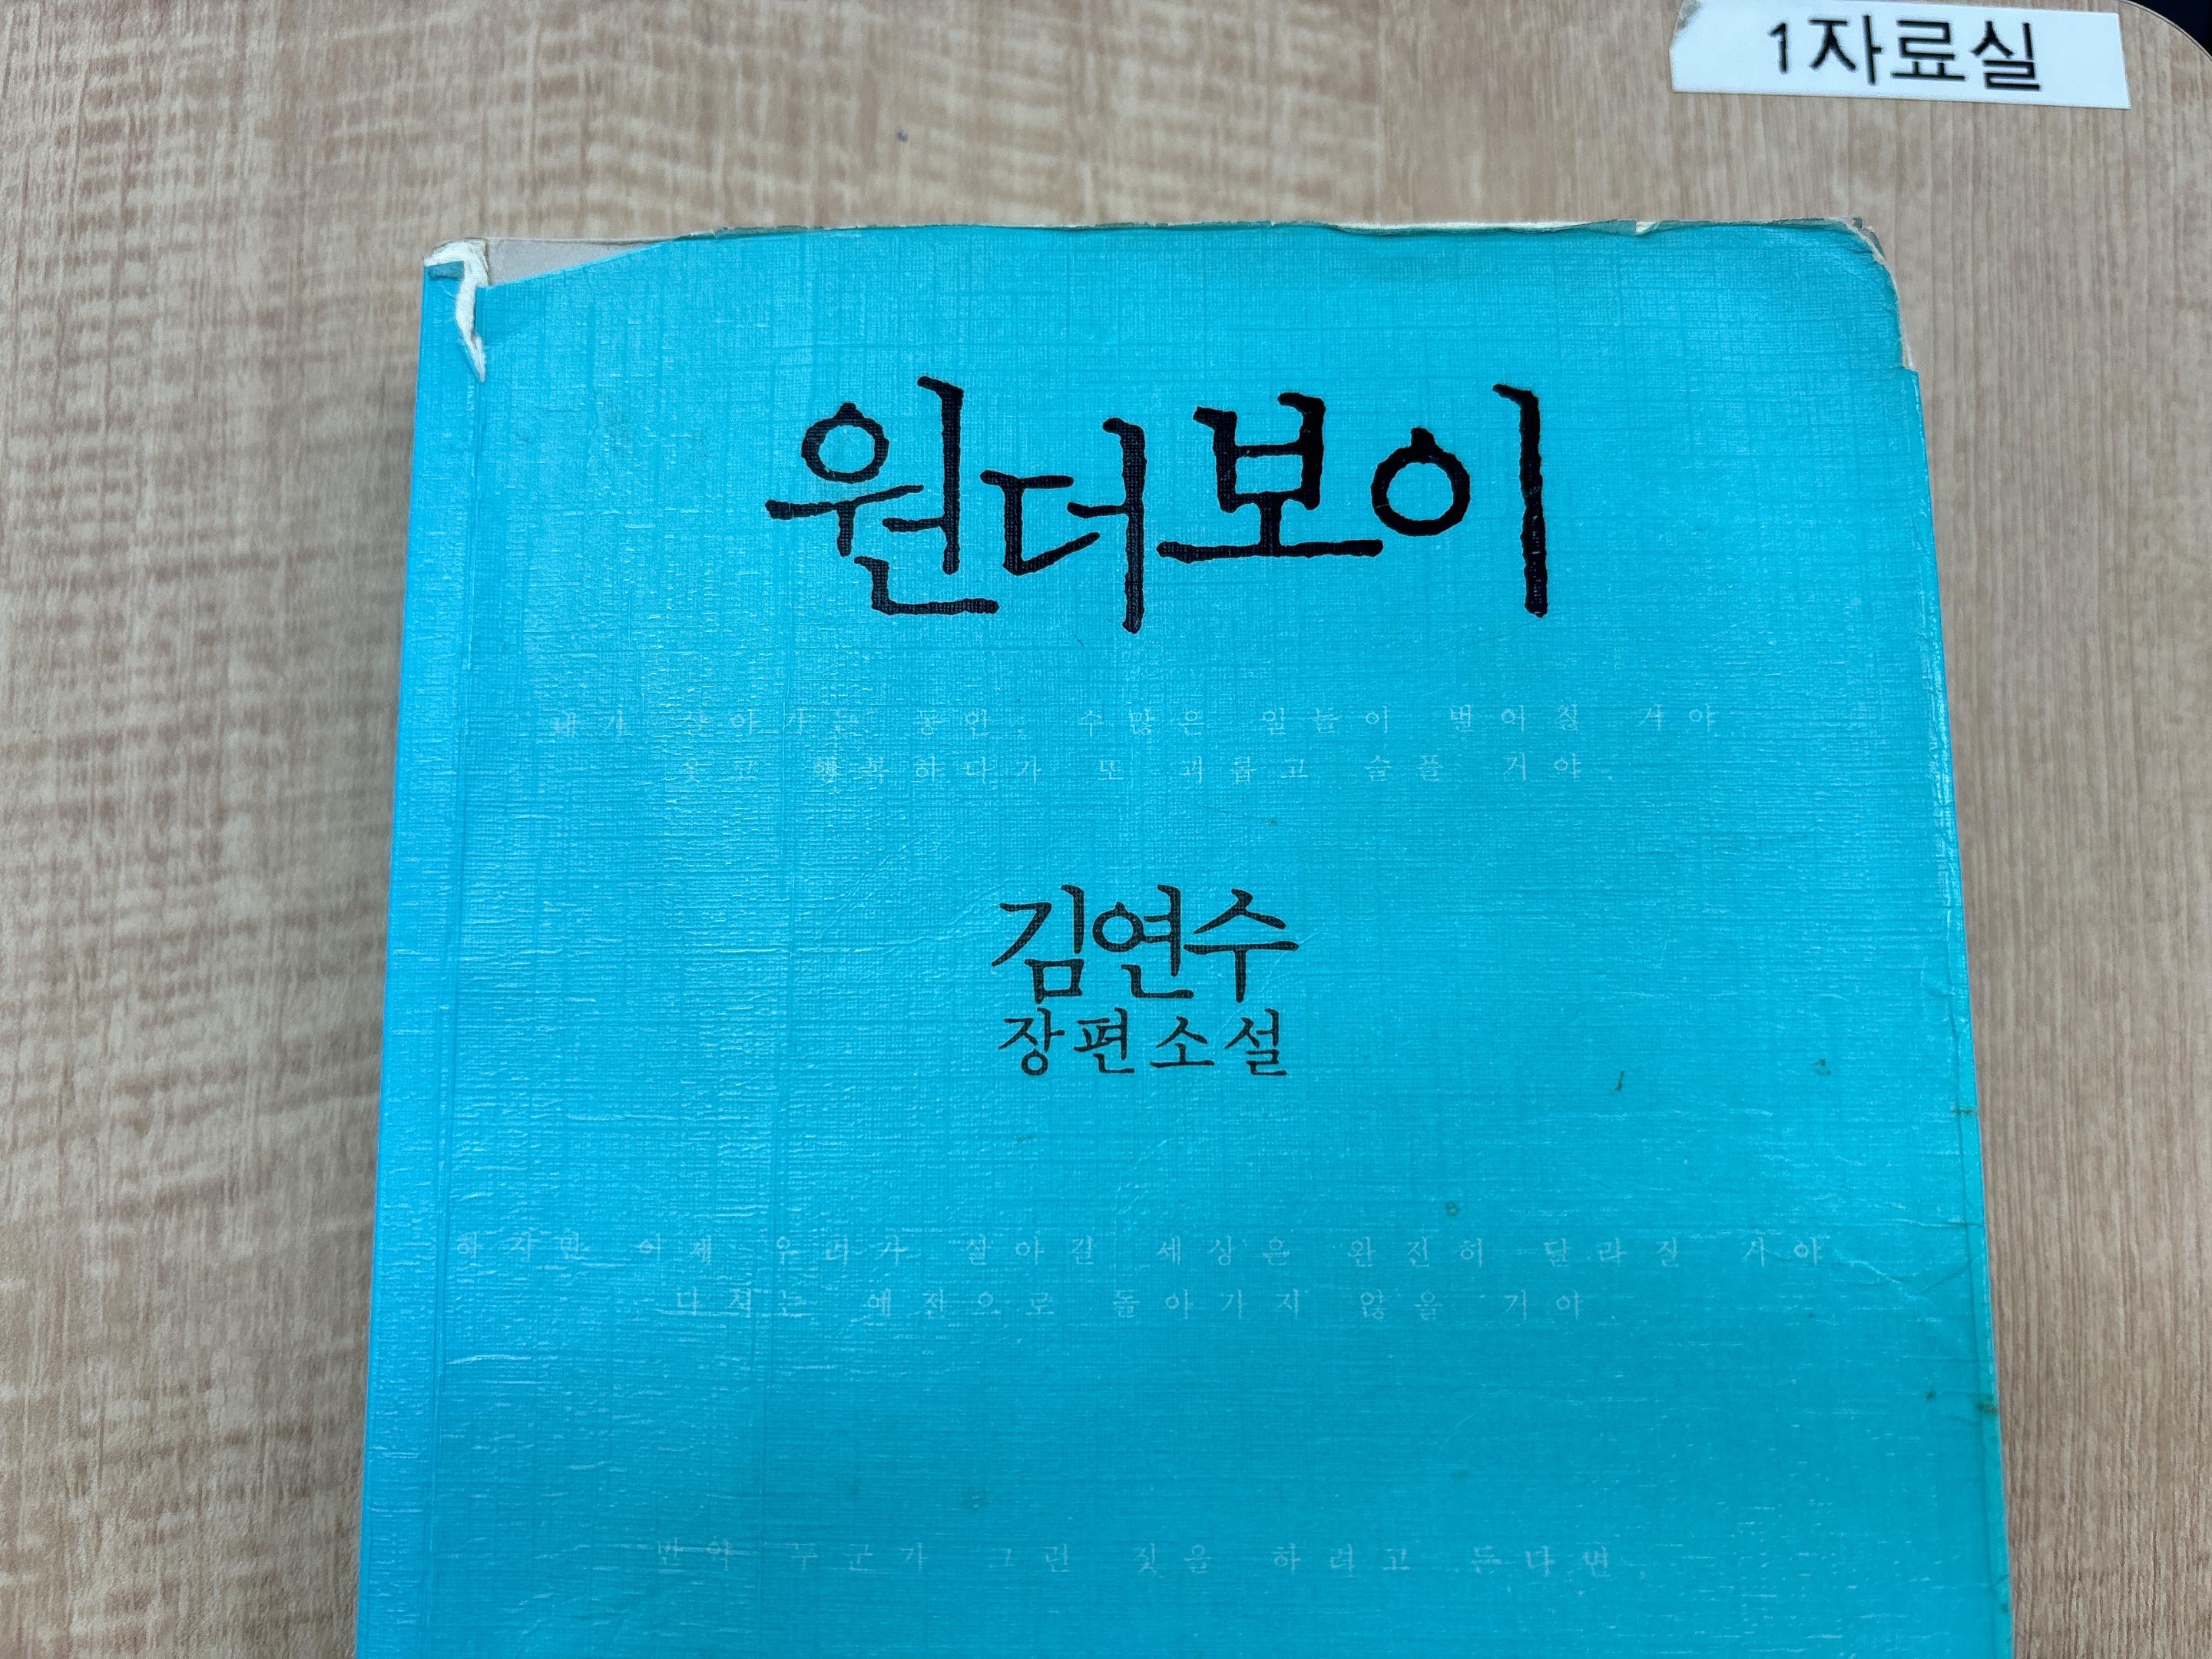 1자료실
원더보이
네가 살아가는 동안, 수많은 일들이 벌어질 거야.
웃고 행복하다가 또 괴롭고 슬플 거야.
김연수
장편소설
하지만 이제 우리가 살아갈 세상은 완전히 달라질 거야
다시는 예전으로 돌아가지 않을 거야
만약 누군가 그런 짓을 하려고 든다면,